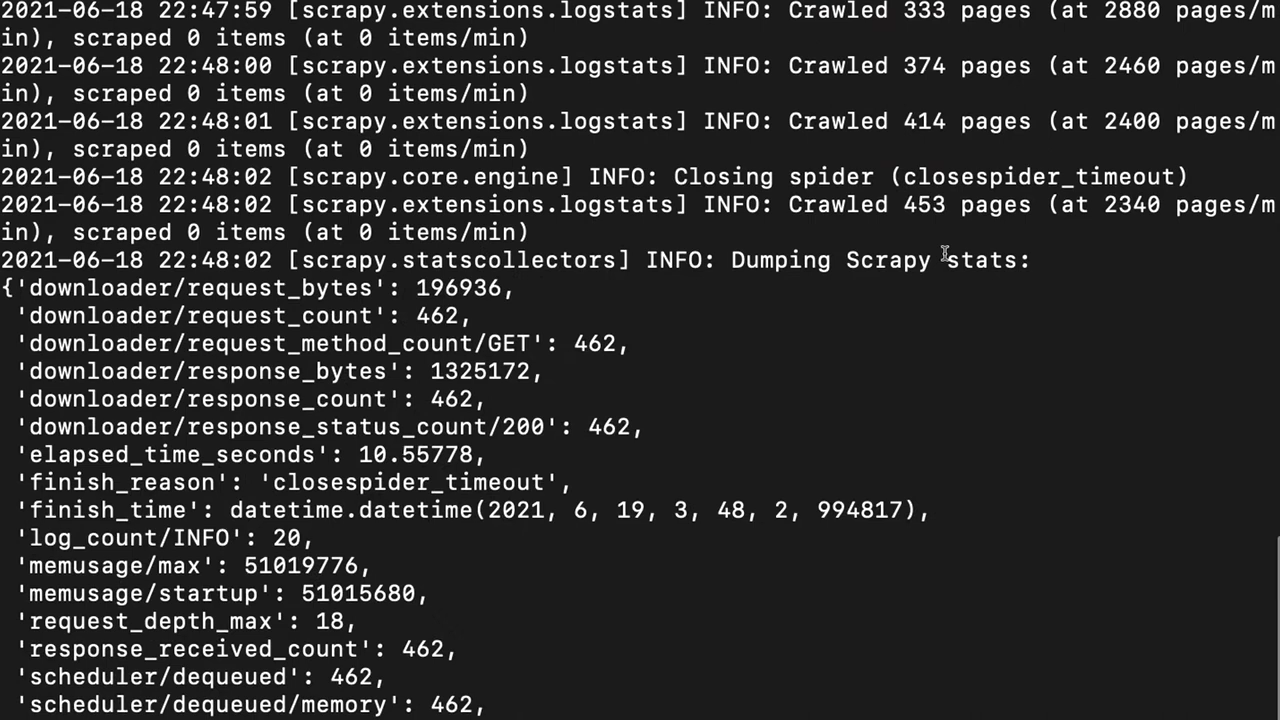 2021-06-18 22:47:59 [scrapy.extensions.logstats] INFO: Crawled 333 pages (at 2880 pages/m
in), scraped 0 items (at 0 items/min)
2021-06-18 22:48:00 [scrapy.extensions.logstats] INFO: Crawled 374 pages (at 2460 pages/m
in), scraped 0 items (at 0 items/min)
2021-06-18 22:48:01 [scrapy.extensions.logstats] INFO: Crawled 414 pages (at 2400 pages/m
in), scraped 0 items (at 0 items/min)
2021-06-18 22:48:02 [scrapy.core.engine] INFO: Closing spider (closespider_timeout)
2021-06-18 22:48:02 [scrapy.extensions.logstats] INFO: Crawled 453 pages (at 2340 pages/m
in), scraped 0 items (at 0 items/min)
2021-06-18 22:48:02 [scrapy.statscollectors] INFO: Dumping Scrapy stats:
{'downloader/request_bytes': 196936,
 'downloader/request_count': 462,
 'downloader/request_method_count/GET': 462,
 'downloader/response_bytes': 1325172,
 'downloader/response_count': 462,
 'downloader/response_status_count/200': 462,
 'elapsed_time_seconds': 10.55778,
 'finish_reason': 'closespider_timeout',
 'finish_time': datetime.datetime(2021, 6, 19, 3, 48, 2, 994817),
 'log_count/INFO': 20,
 'memusage/max': 51019776,
 'memusage/startup': 51015680,
 'request_depth_max': 18,
 'response_received_count': 462,
 'scheduler/dequeued': 462,
 'scheduler/dequeued/memory': 462,